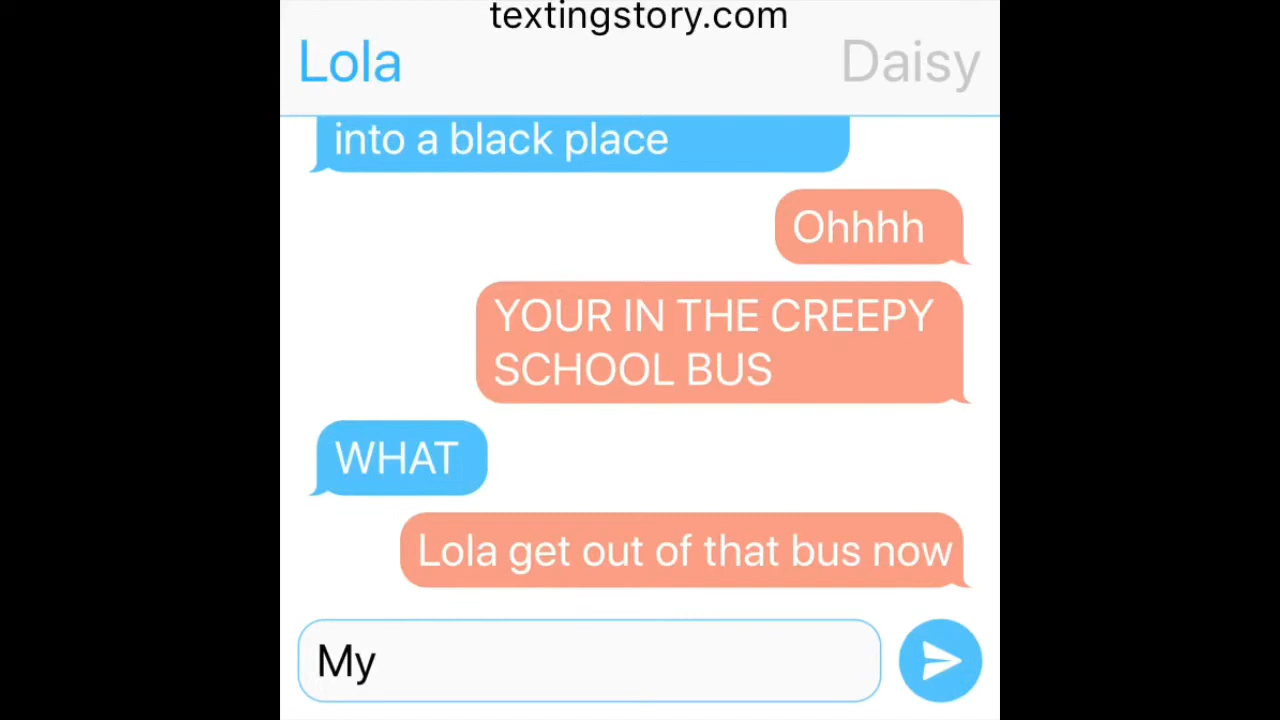 textingstory.com
Lola
Daisy
into a black place
Ohhhh
YOUR IN THE CREEPY
SCHOOL BUS
WHAT
Lola get out of that bus now
My